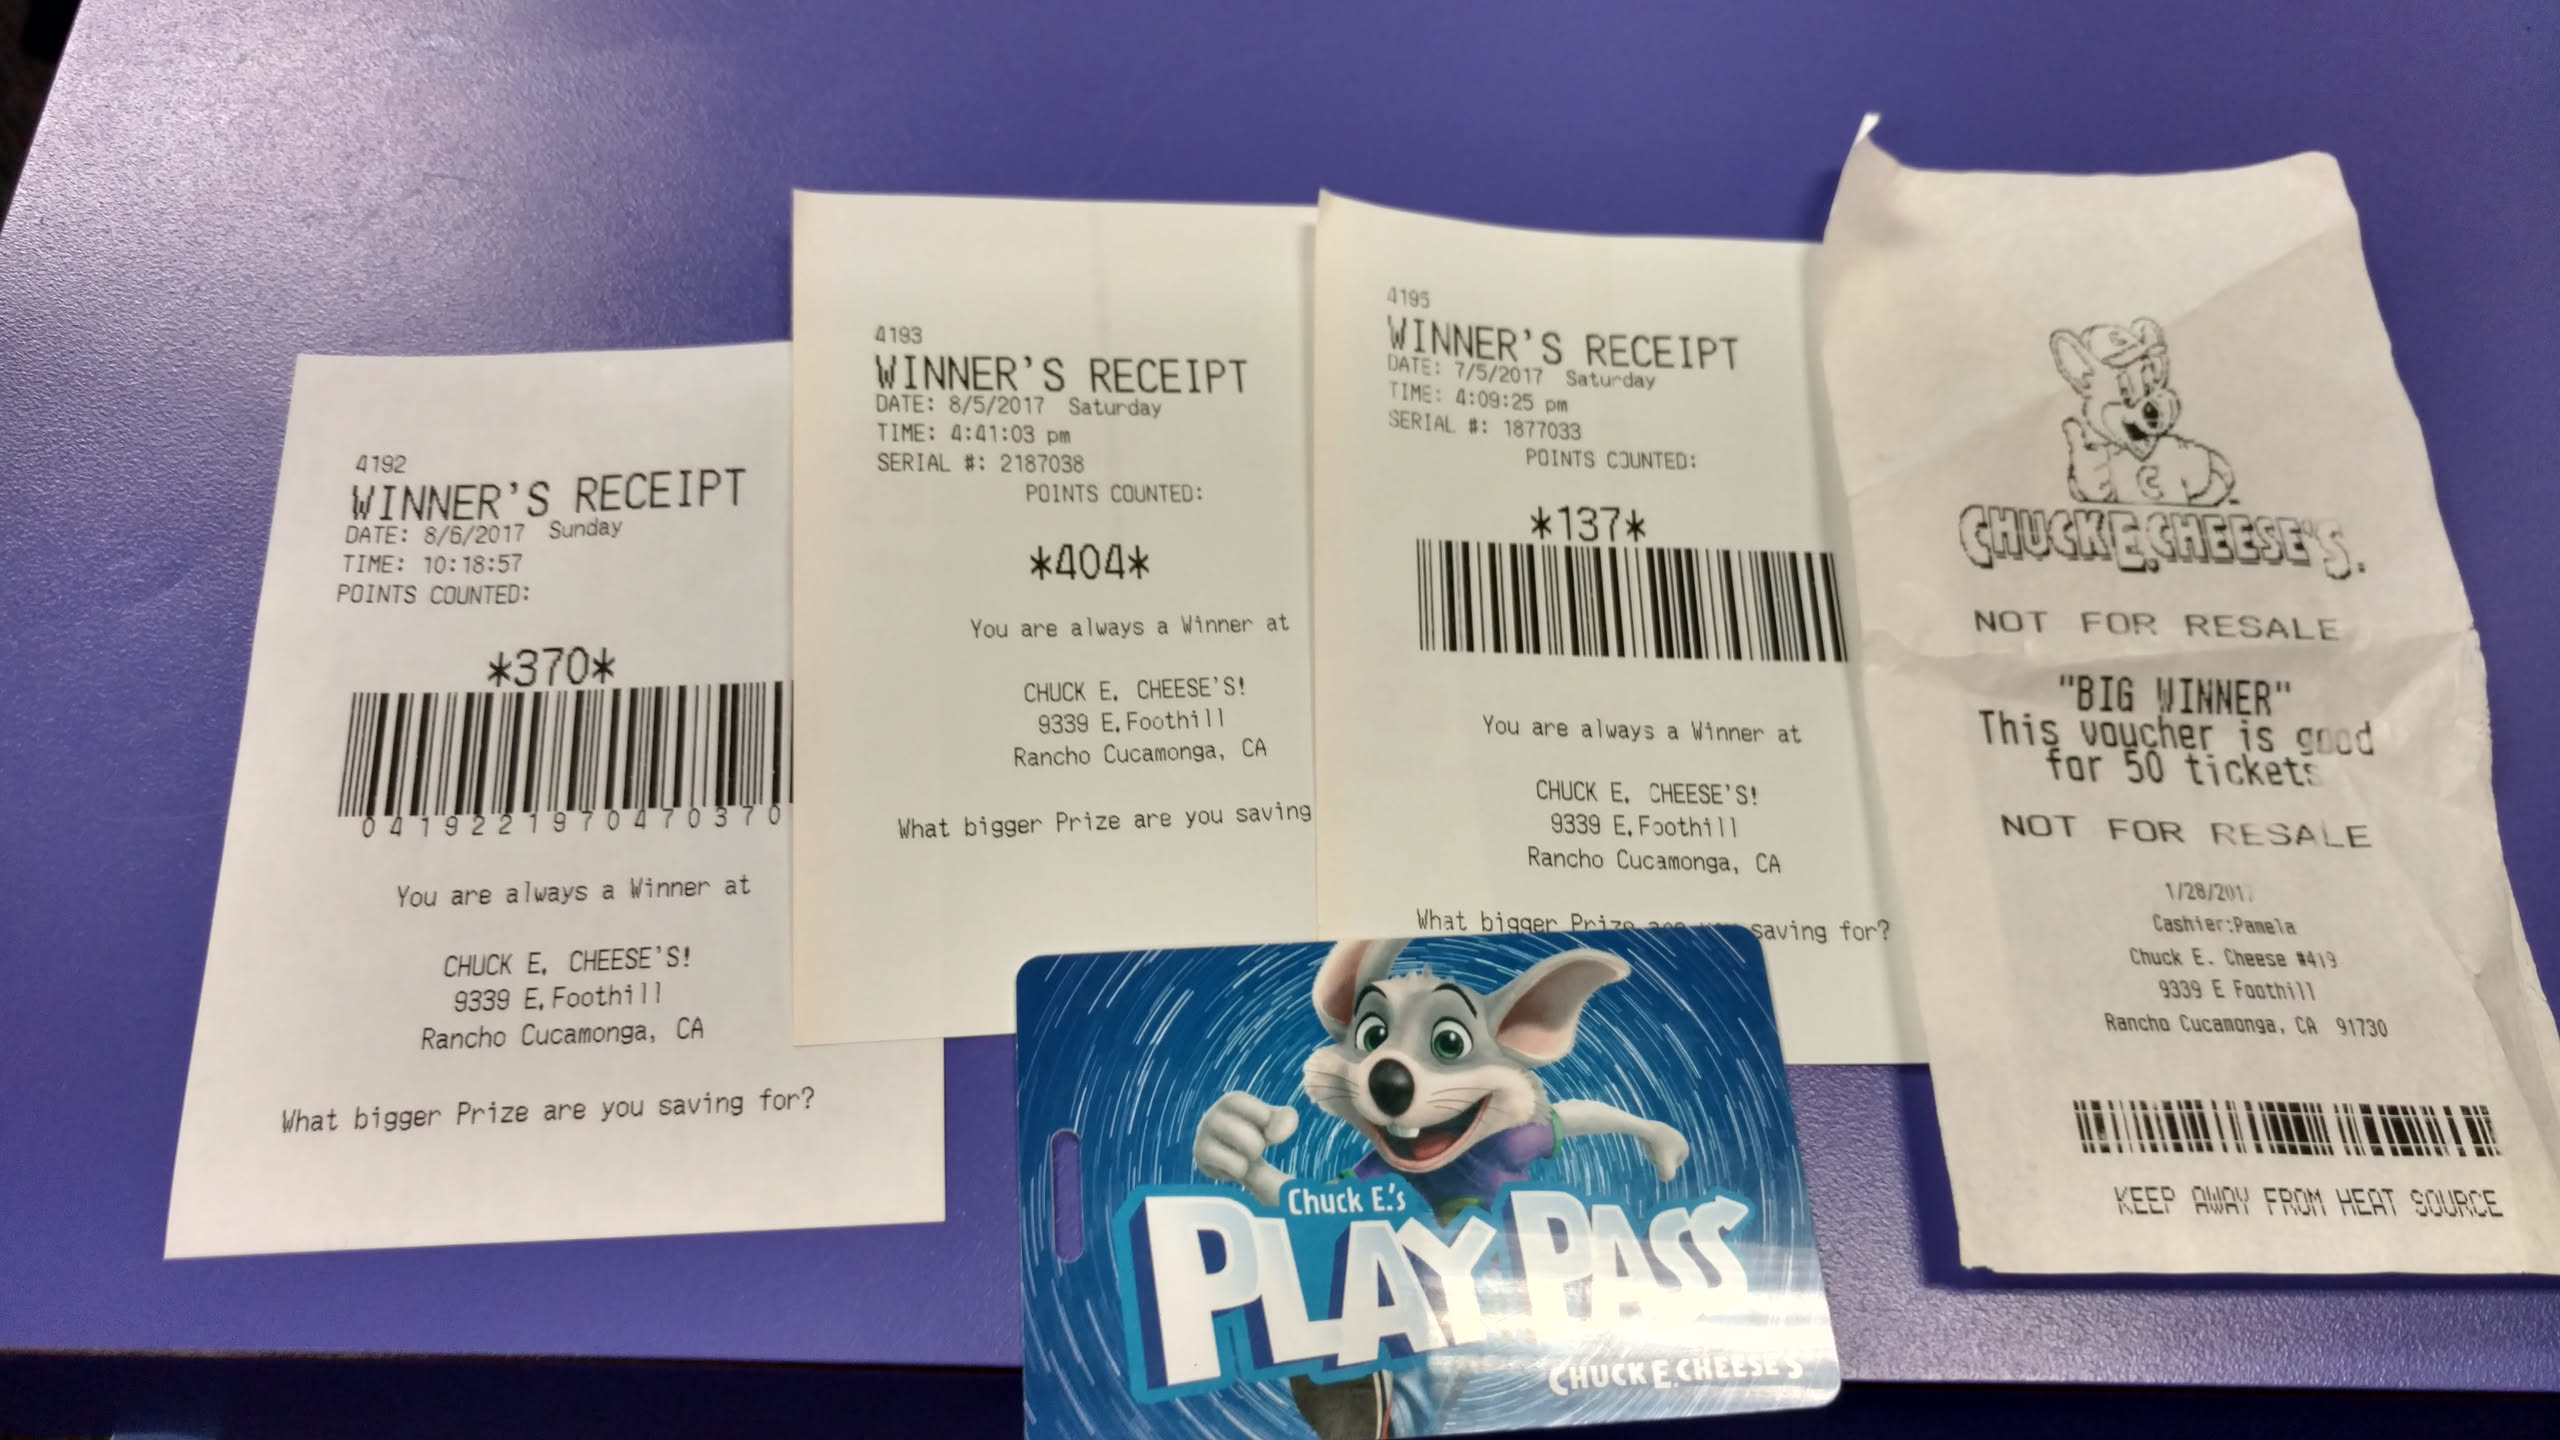 4192
WINNER'S RECEIPT
DATE: 8/6/2017 Sunday
TIME: 10:18:57
POINTS COUNTED:
*370*
0419221970470370
You are always a Winner at
CHUCK E. CHEESE'S!
9339 E.Foothill
Rancho Cucamonga, CA
What bigger Prize are you saving for?
4193
WINNER'S RECEIPT
DATE: 8/5/2017 Saturday
TIME: 4:41:03 pm
SERIAL #: 2187038
POINTS COUNTED:
*404*
You are always a Winner at
CHUCK E. CHEESE'S!
9339 E.Foothill
Rancho Cucamonga, CA
What bigger Prize are you saving
4195
WINNER'S RECEIPT
DATE: 7/5/2017 Saturday
TIME: 4:09:25 pm
SERIAL #: 1877033
POINTS COUNTED:
*137*
You are always a Winner at
CHUCK E. CHEESE'S!
9339 E.Foothill
Rancho Cucamonga, CA
What bigger Prize saving for?
C
CHUCK E. CHEESE'S.
NOT FOR RESALE
"BIG WINNER"
This voucher is good
for 50 tickets
NOT FOR RESALE
Cashier:Pamela
Chuck E. Cheese #419
9339 E Foothill
Rancho Cucamonga, CA 91730
KEEP AWAY FROM HEAT SOURCE
Chuck E.'s
PLAY PASS
CHUCK E. CHEESE'S